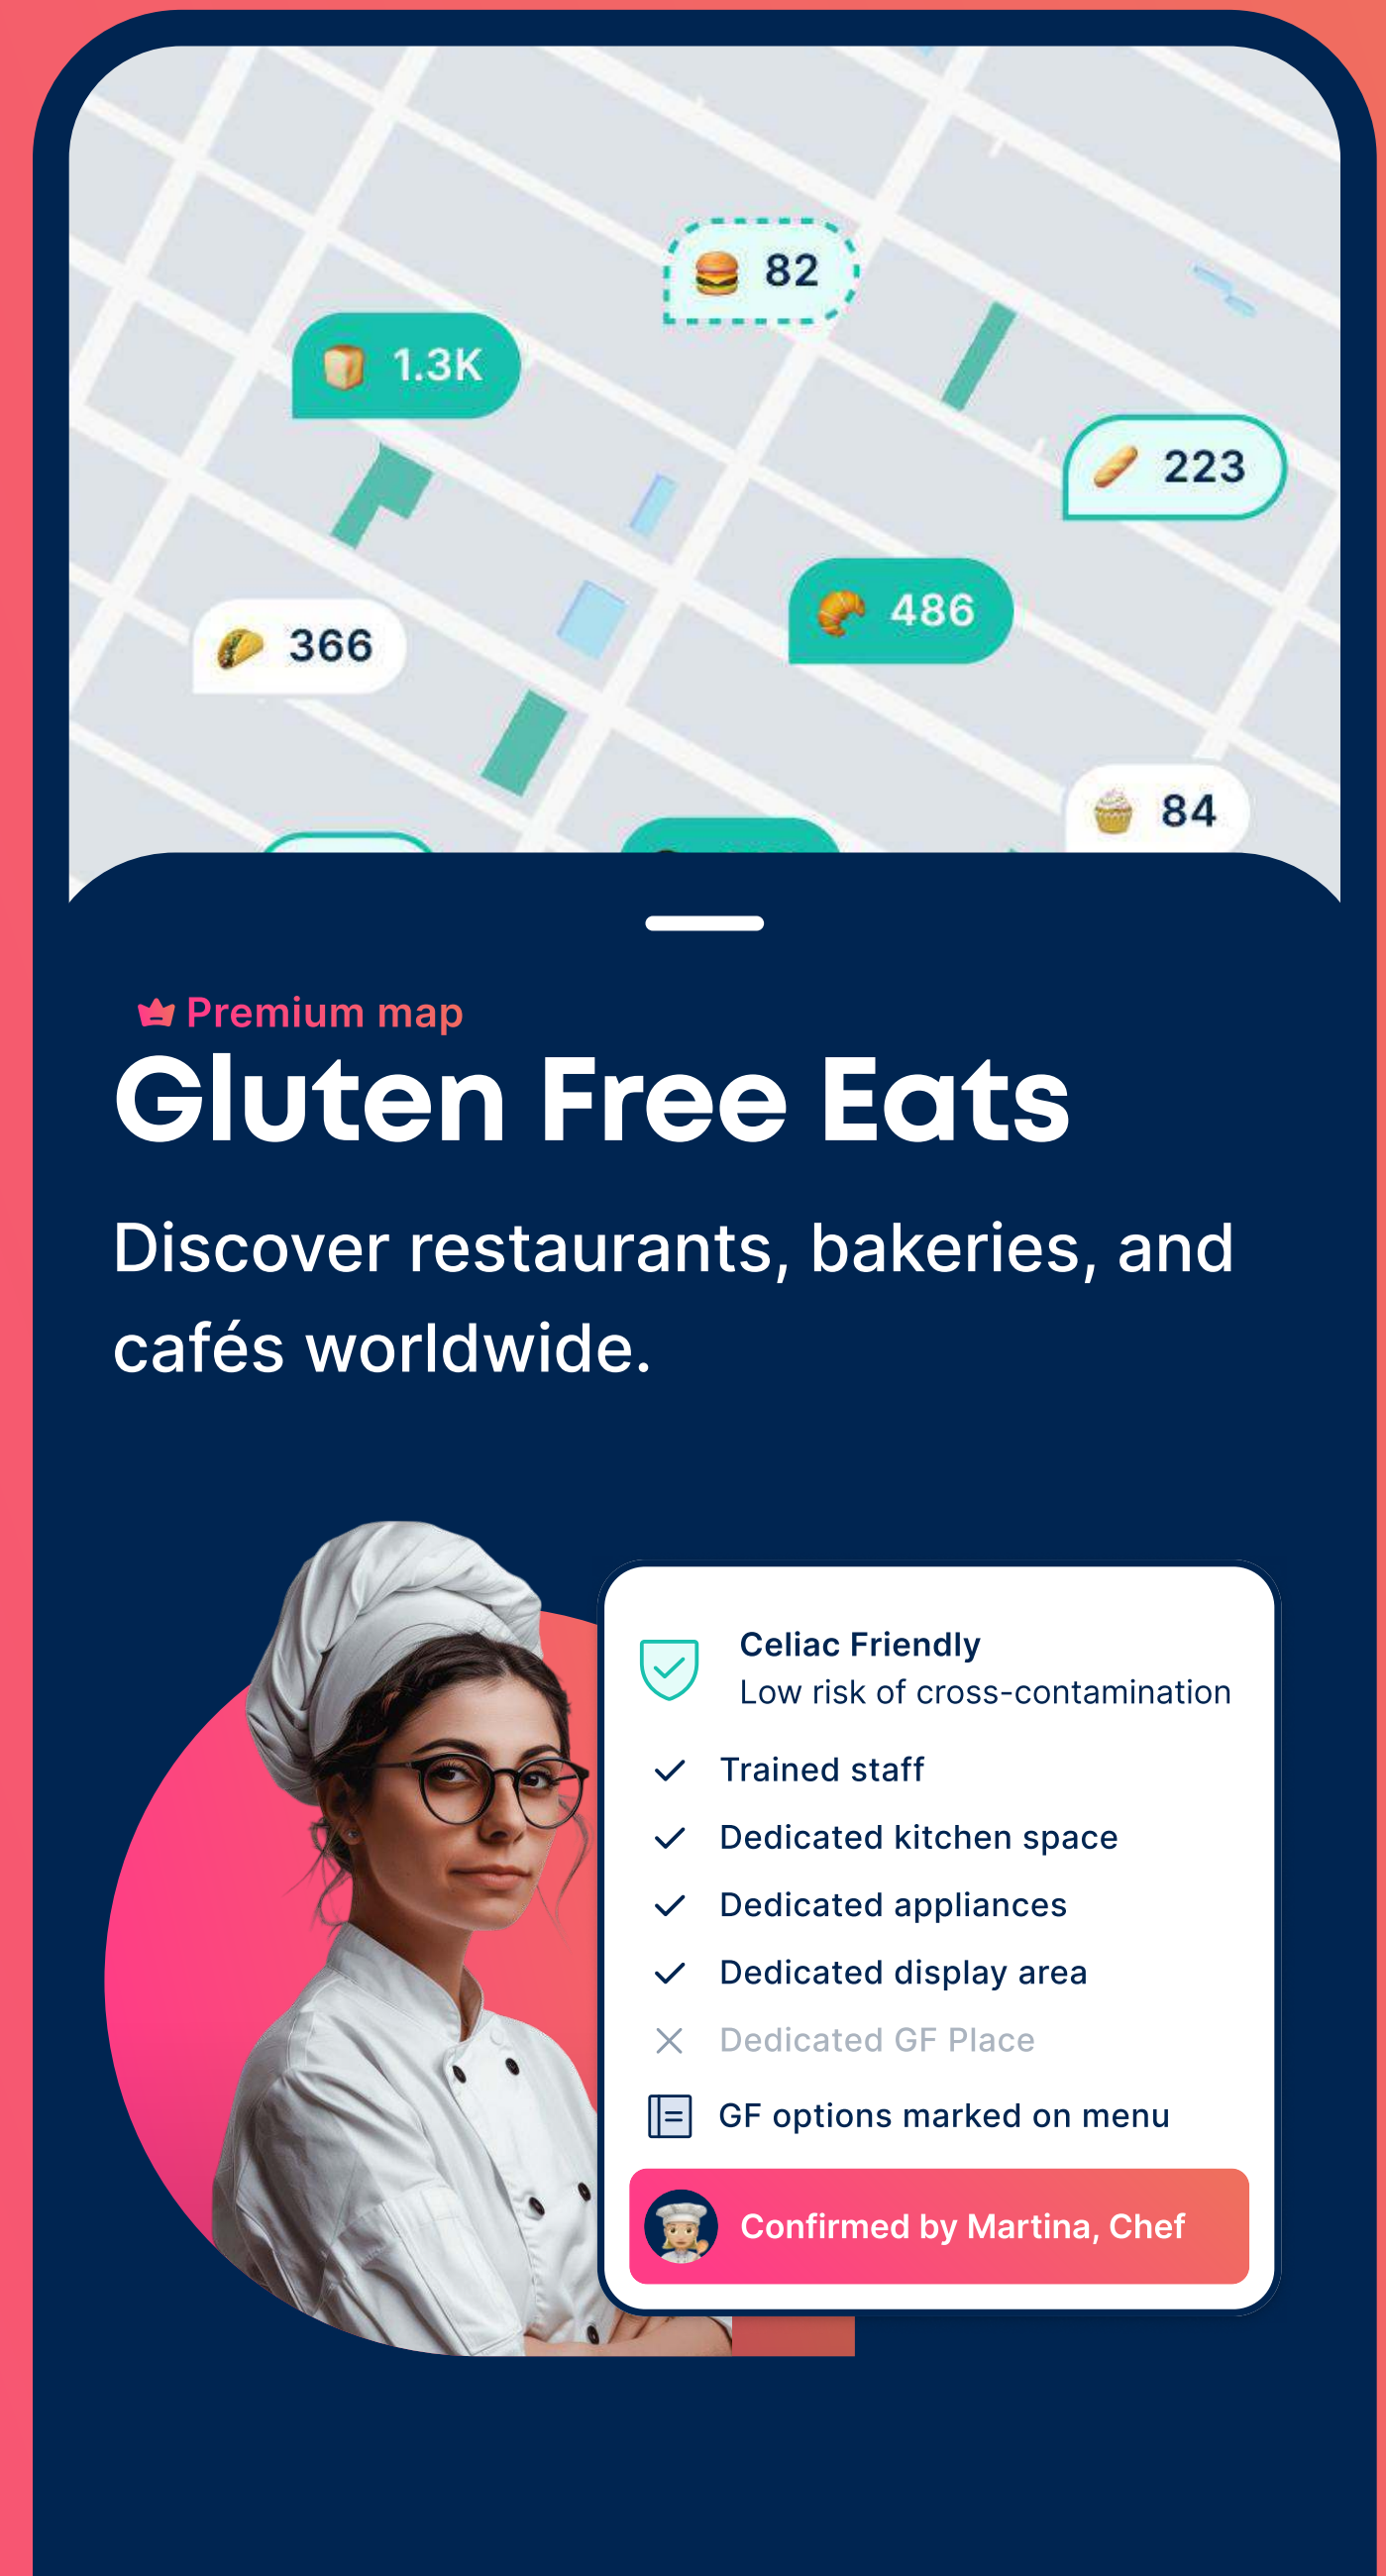 82
1.3K
223
486
366
84
Premium map
Gluten Free Eats
Discover restaurants, bakeries, and
cafés worldwide.
Celiac Friendly
Low risk of cross-contamination
Trained staff
Dedicated kitchen space
Dedicated appliances
Dedicated display area
Dedicated GF Place
GF options marked on menu
Confirmed by Martina, Chef